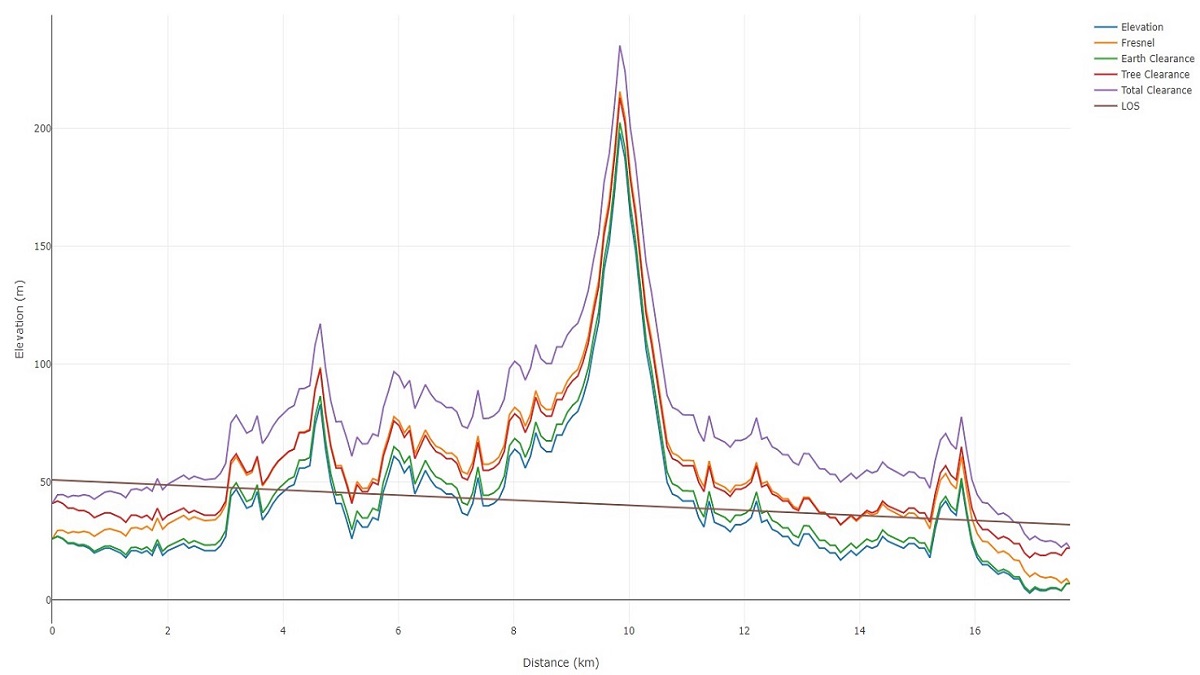 Elevation
Fresnel
Earth Clearance
Tree Clearance
Total Clearance
LOS
200
150
100
50
0
Elevation (m)
0 2 4 6 8 10 12 14 16
Distance (km)